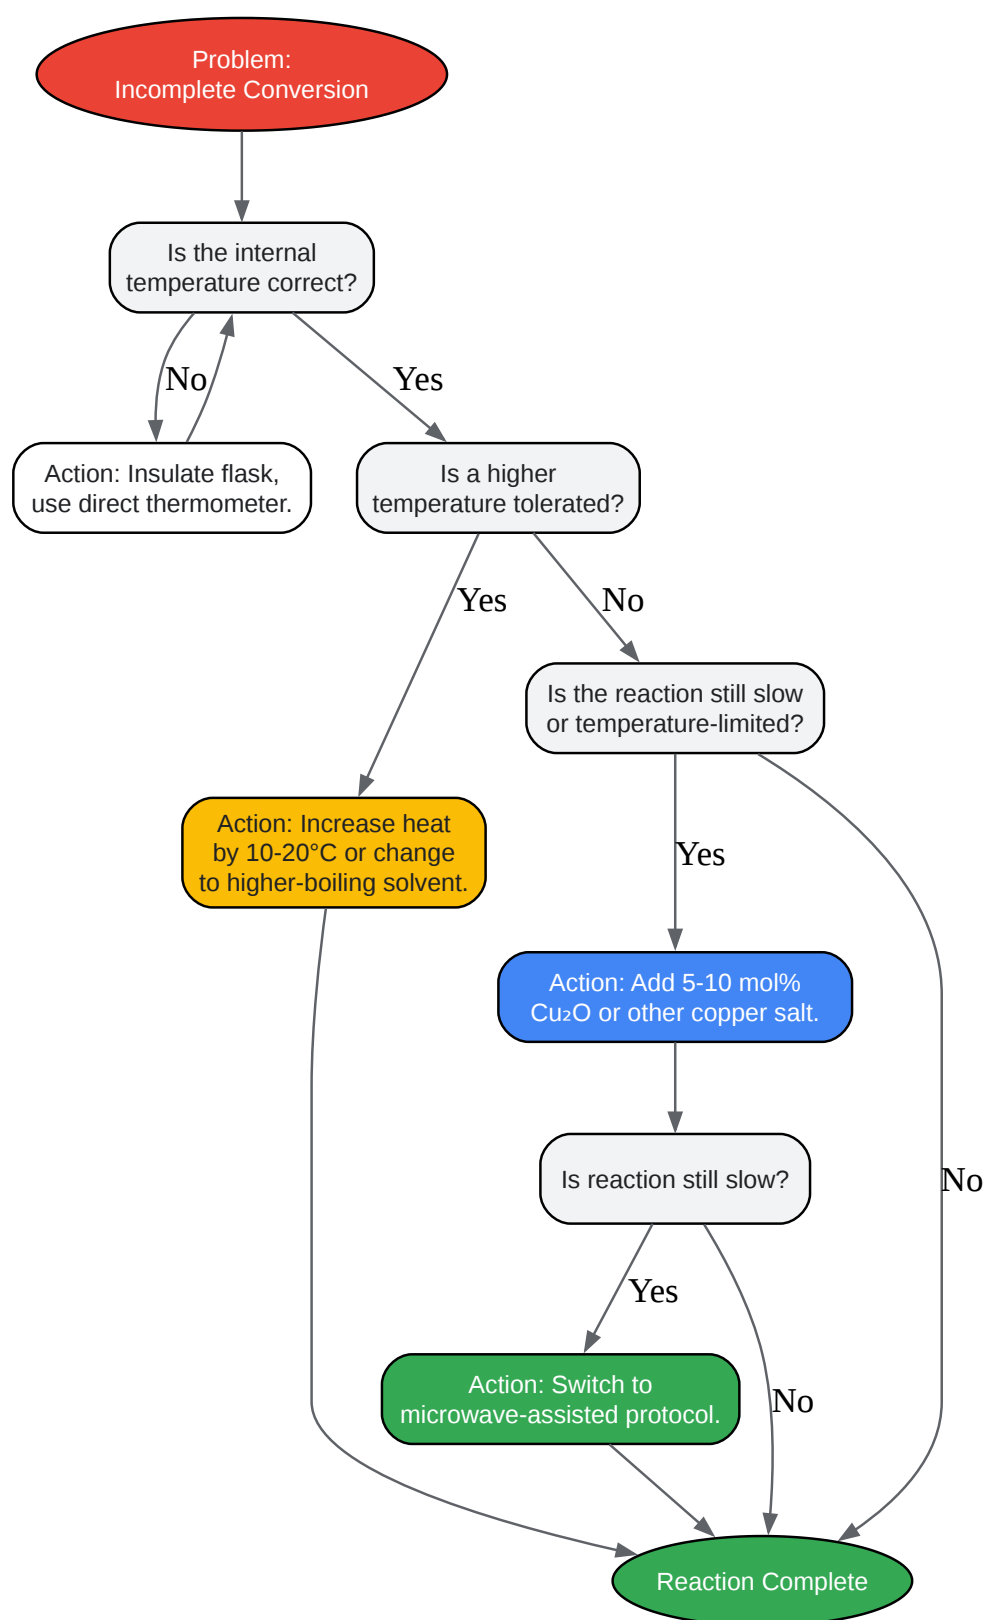 Problem:
Incomplete Conversion
Is the internal
temperature correct?
No
Yes
Action: Insulate flask,
use direct thermometer.
Is a higher
temperature tolerated?
Yes
No
Is the reaction still slow
or temperature-limited?
Action: Increase heat
by 10-20°C or change
to higher-boiling solvent.
Yes
Action: Add 5-10 mol%
Cu₂O or other copper salt.
Is reaction still slow?
No
Yes
Action: Switch to
microwave-assisted protocol.
No
Reaction Complete